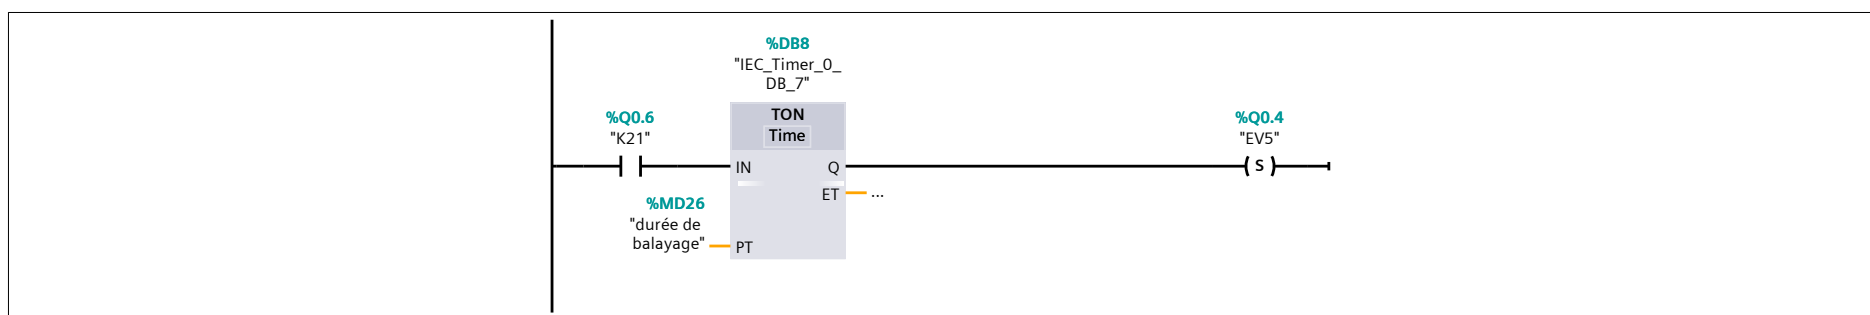 %DB8
"IEC_Timer_0_
DB_7"
TON
Time
%Q0.6
"K21"
%Q0.4
"EV5"
IN
Q
S
ET
...
%MD26
"durée de
balayage"
PT